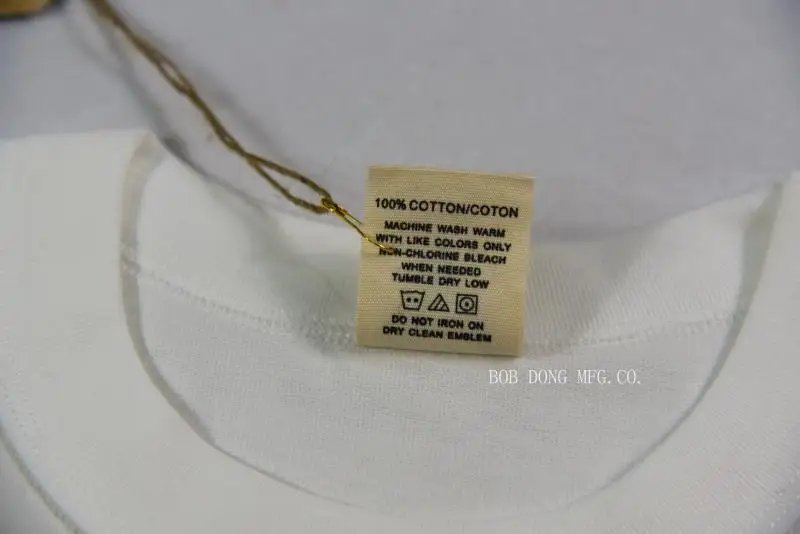 100% COTTON/COTON
MACHINE WASH WARM
WITH LIKE COLORS ONLY
NON-CHLORINE BLEACH
WHEN NEEDED
TUMBLE DRY LOW
DO NOT IRON ON
DRY CLEAN EMBLEM
BOB DONG MFG.CO.